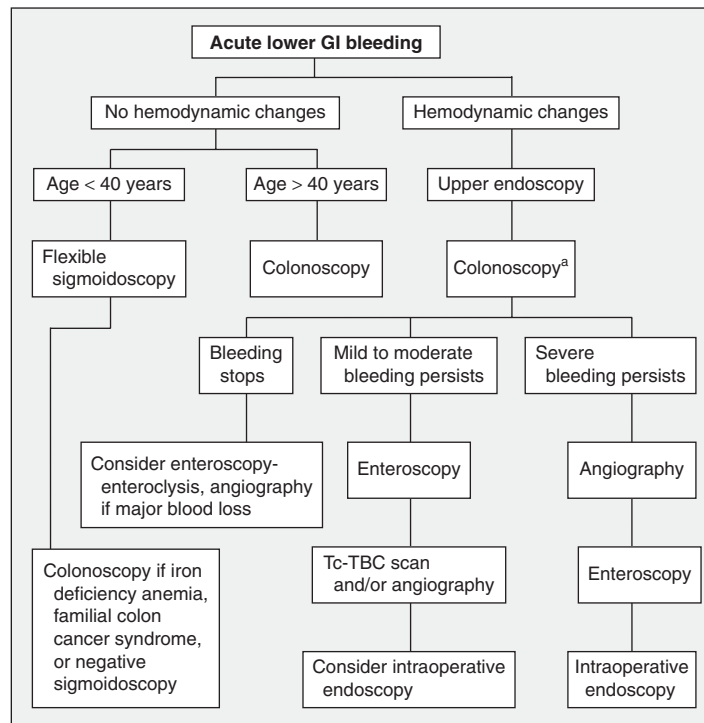 Acute lower GI bleeding
No hemodynamic changes
Hemodynamic changes
Age < 40 years
Age > 40 years
Upper endoscopy
Flexible
sigmoidoscopy
Colonoscopy
Colonoscopyᵃ
Bleeding
stops
Mild to moderate
bleeding persists
Severe
bleeding persists
Consider enteroscopy-
enteroclysis, angiography
if major blood loss
Enteroscopy
Angiography
Colonoscopy if iron
deficiency anemia,
familial colon
cancer syndrome,
or negative
sigmoidoscopy
Tc-TBC scan
and/or angiography
Enteroscopy
Consider intraoperative
endoscopy
Intraoperative
endoscopy